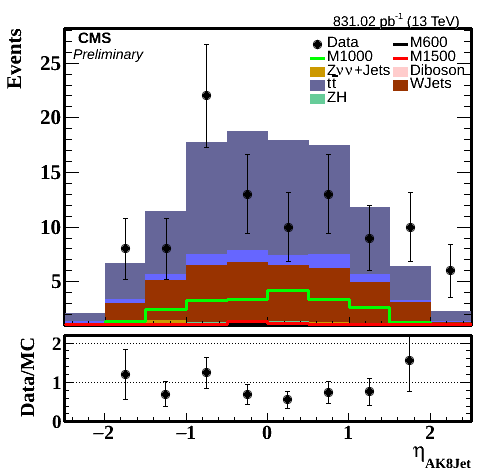 831.02 pb⁻¹ (13 TeV)
CMS
Preliminary
Data
M600
M1000
M1500
Zνν+Jets
Diboson
tt̄
WJets
ZH
Events
25
20
15
10
5
Data/MC
2
1
0
−2
−1
0
1
2
η_AK8Jet